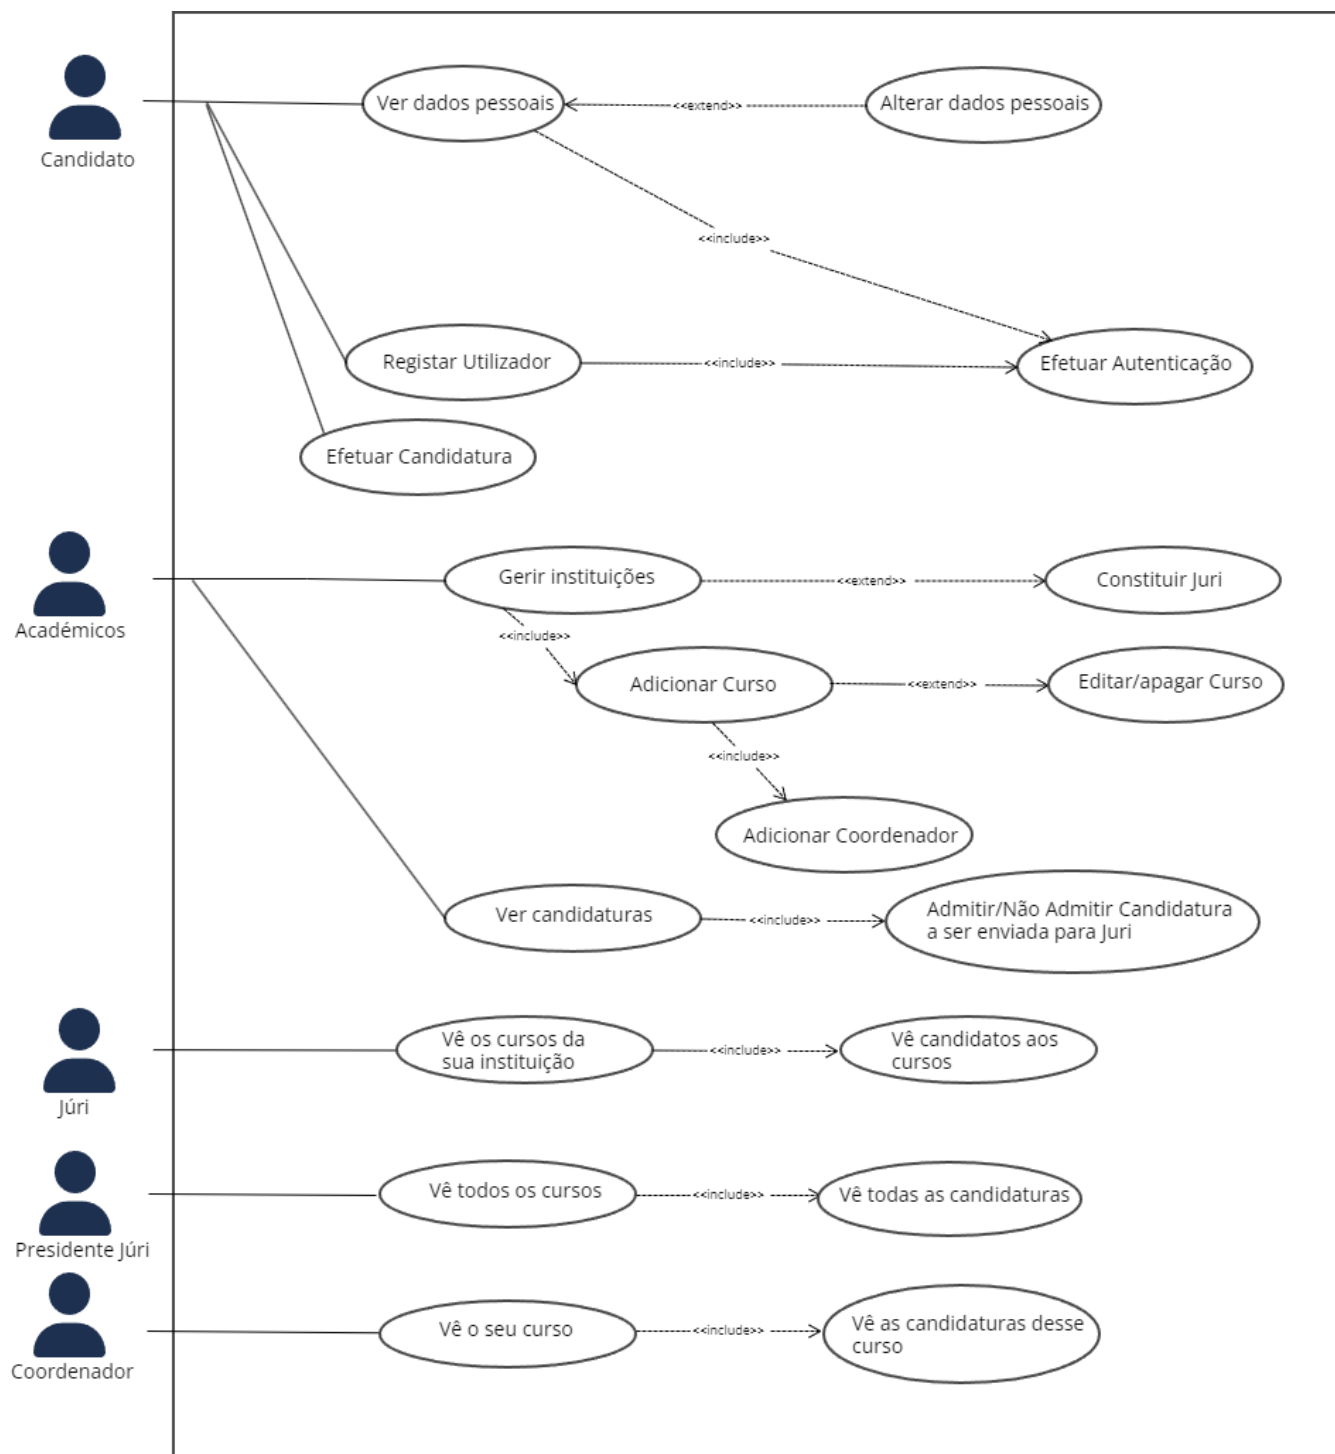 Candidato
Ver dados pessoais
<<extend>>
Alterar dados pessoais
<<include>>
Registar Utilizador
<<include>>
Efetuar Autenticação
Efetuar Candidatura
Académicos
Gerir instituições
<<extend>>
Constituir Juri
<<include>>
Adicionar Curso
<<extend>>
Editar/apagar Curso
<<include>>
Adicionar Coordenador
Ver candidaturas
<<include>>
Admitir/Não Admitir Candidatura
a ser enviada para Juri
Júri
Vê os cursos da
sua instituição
<<include>>
Vê candidatos aos
cursos
Presidente Júri
Vê todos os cursos
<<include>>
Vê todas as candidaturas
Coordenador
Vê o seu curso
<<include>>
Vê as candidaturas desse
curso